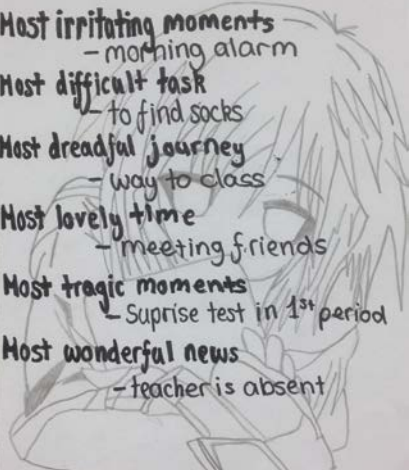 Most irritating moments
- morning alarm
Most difficult task
- to find socks
Most dreadful journey
- way to class
Most lovely time
- meeting friends
Most tragic moments
- Suprise test in 1st period
Most wonderful news
- teacher is absent